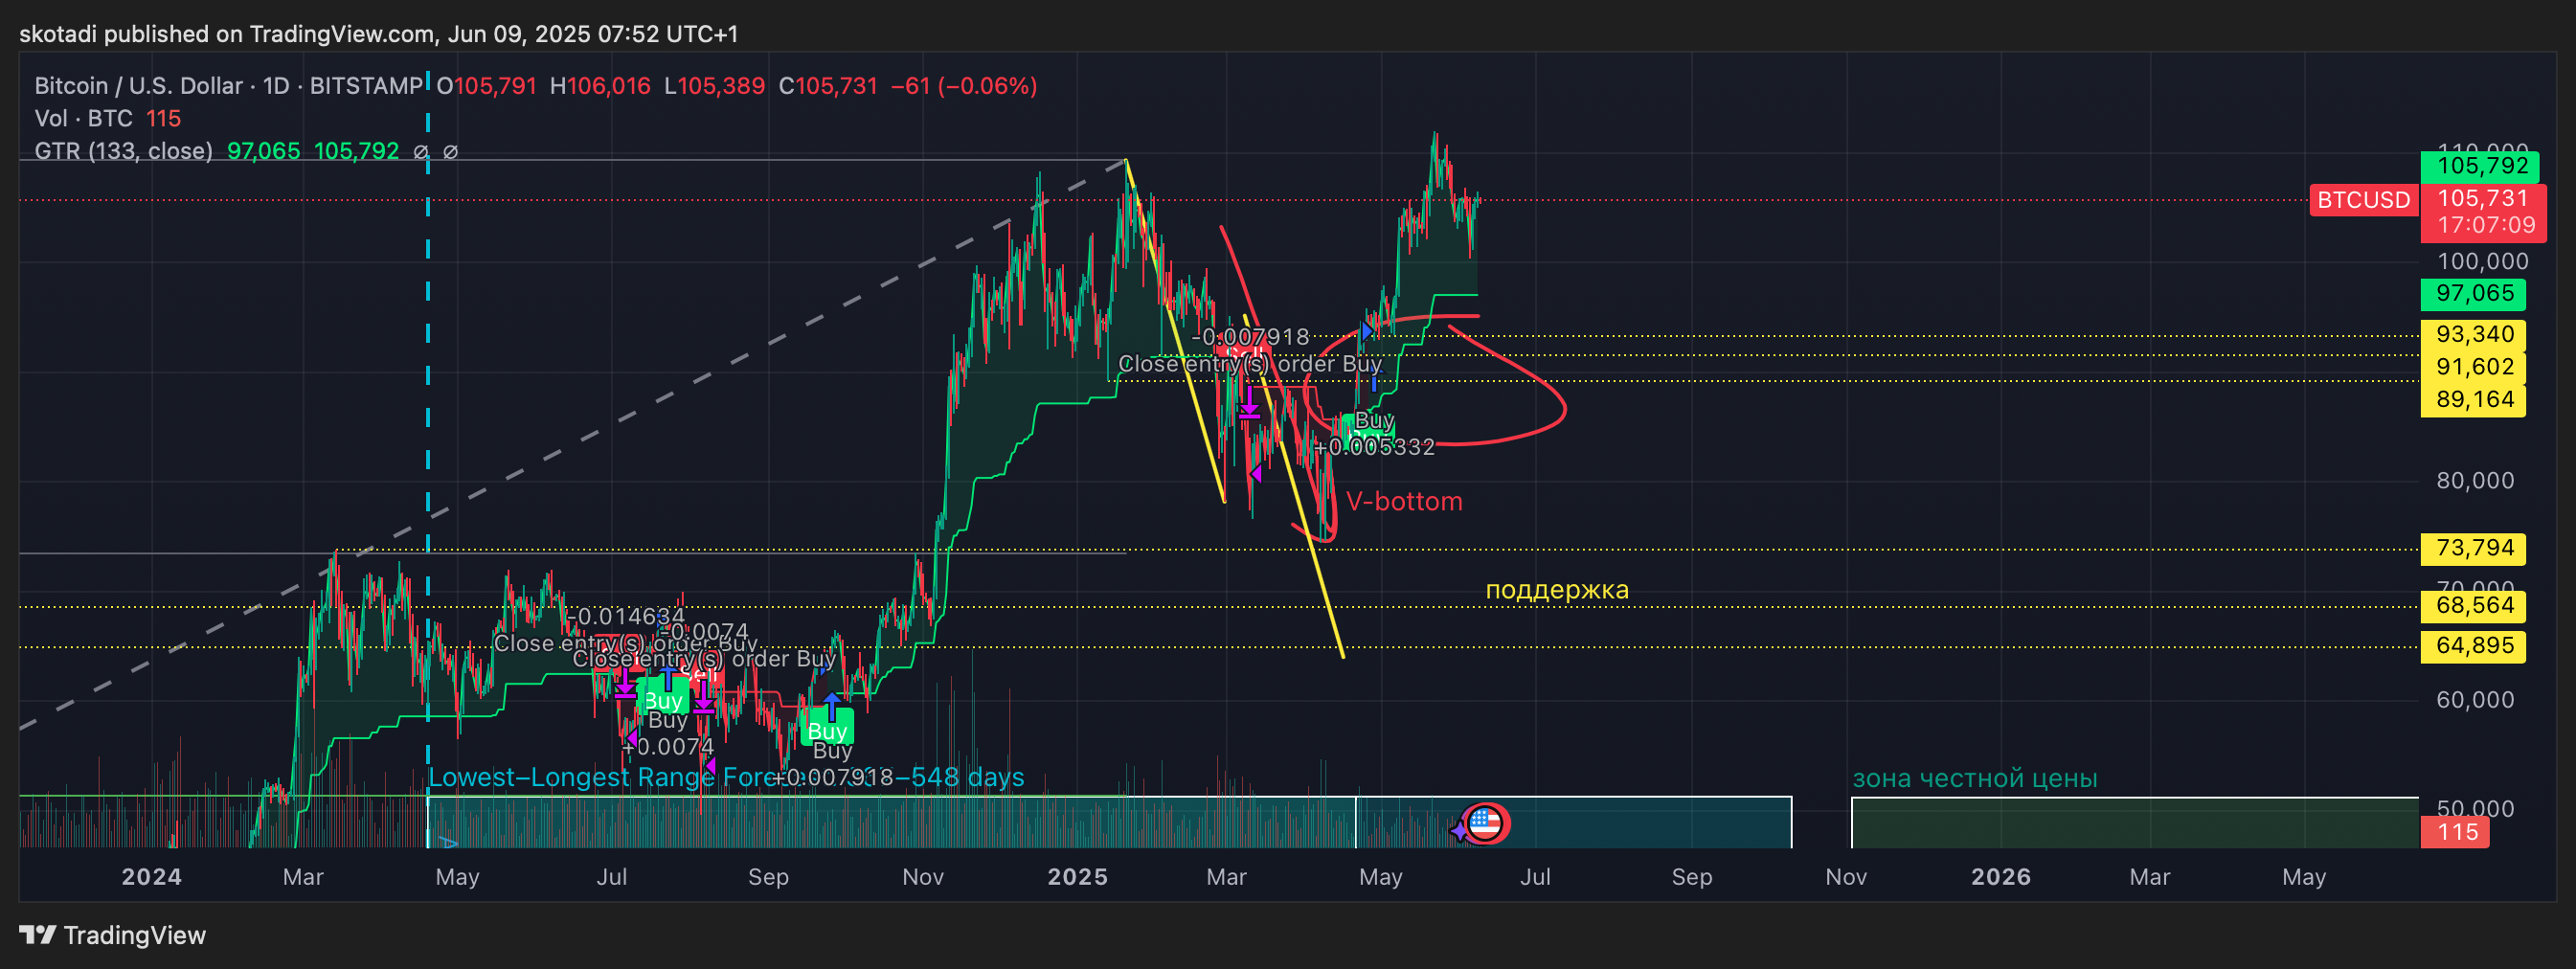 skotadi published on TradingView.com, Jun 09, 2025 07:52 UTC+1
Bitcoin / U.S. Dollar · 1D · BITSTAMP O105,791 H106,016 L105,389 C105,731 −61 (−0.06%)
Vol · BTC 115
GTR (133, close) 97,065 105,792 ∅ ∅
110,000
105,792
BTCUSD 105,731
17:07:09
100,000
97,065
93,340
91,602
89,164
80,000
73,794
70,000
68,564
64,895
60,000
50,000
115
-0.007918
Sell
Close entry(s) order Buy
Buy
+0.005332
V-bottom
поддержка
-0.014634
-0.0074
Close entry(s) order Buy
Close entry(s) order Buy
Sell
Buy
Buy
+0.0074
Buy
Buy
+0.007918
Lowest–Longest Range −548 days
зона честной цены
2024 Mar May Jul Sep Nov 2025 Mar May Jul Sep Nov 2026 Mar May
TradingView